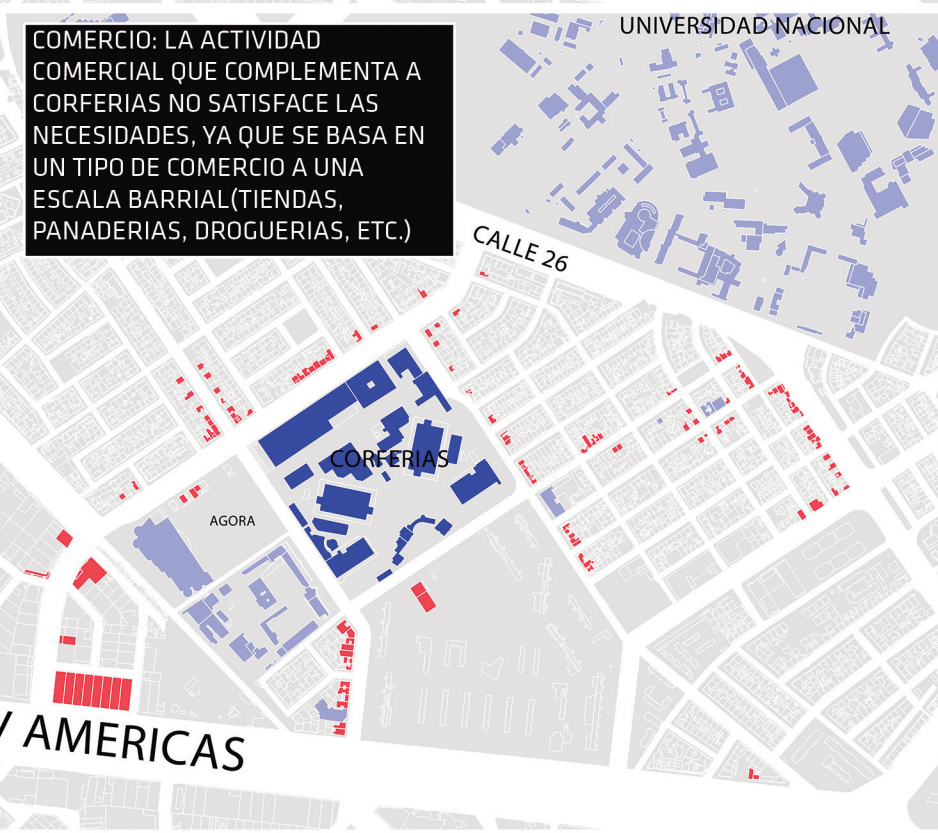 UNIVERSIDAD NACIONAL
COMERCIO: LA ACTIVIDAD
COMERCIAL QUE COMPLEMENTA A
CORFERIAS NO SATISFACE LAS
NECESIDADES, YA QUE SE BASA EN
UN TIPO DE COMERCIO A UNA
ESCALA BARRIAL(TIENDAS,
PANADERIAS, DROGUERIAS, ETC.)
CALLE 26
CORFERIAS
AGORA
AMERICAS